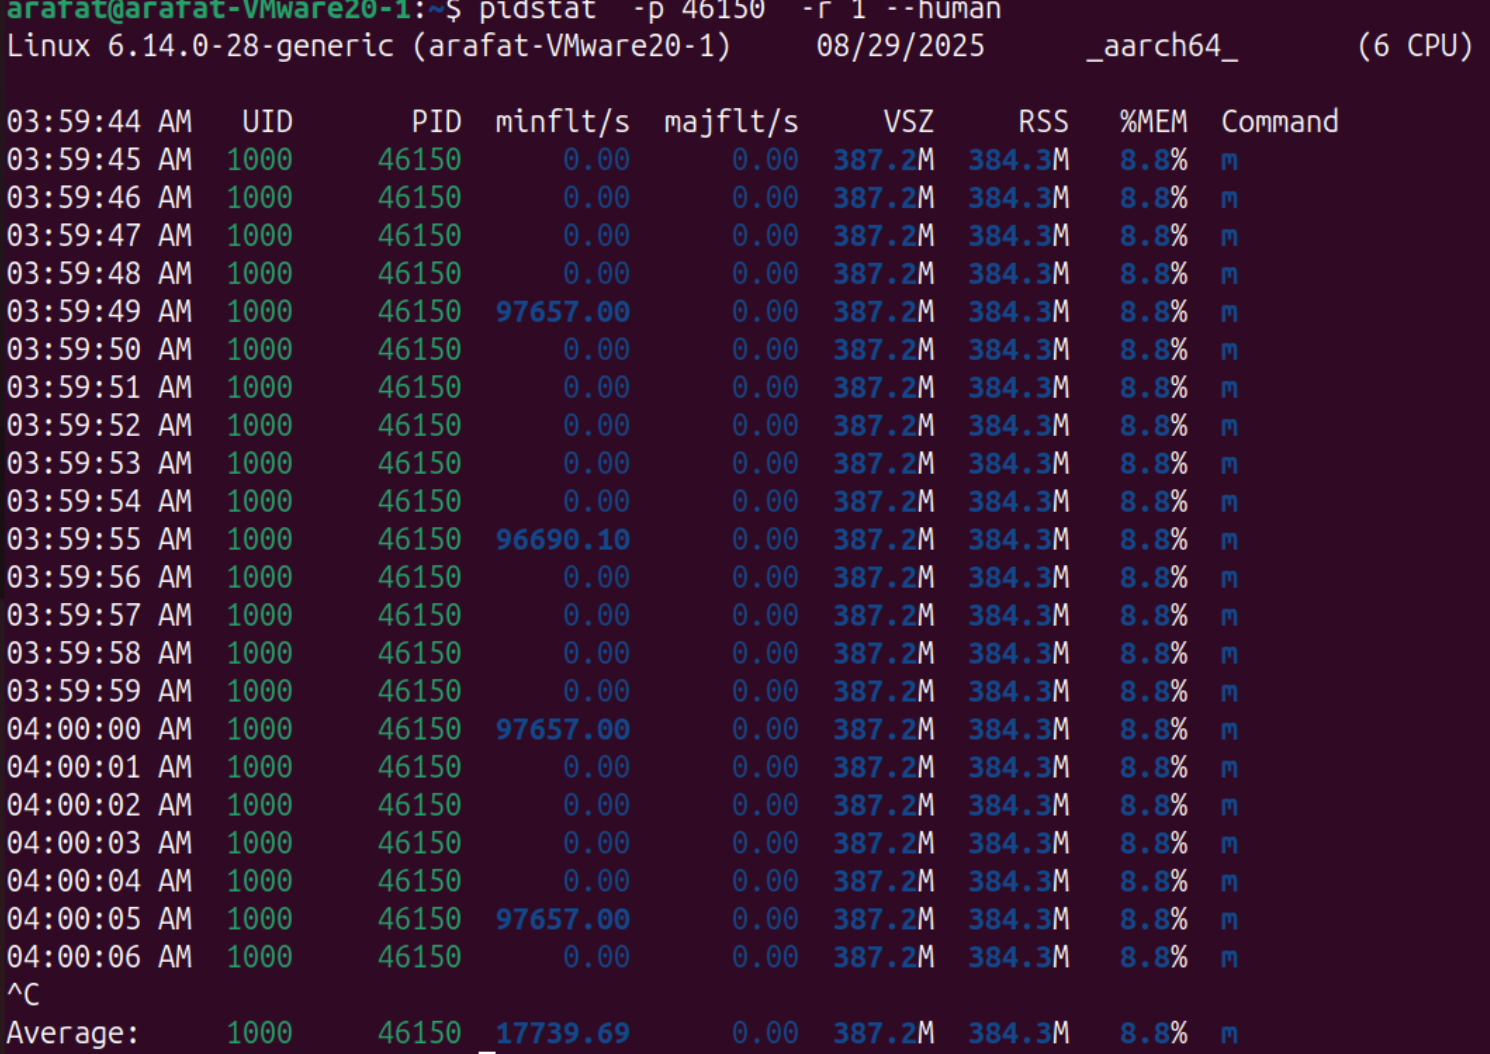 arafat@arafat-VMware20-1:~$ pidstat  -p 46150  -r 1 --human
Linux 6.14.0-28-generic (arafat-VMware20-1)     08/29/2025      _aarch64_       (6 CPU)
03:59:44 AM   UID       PID  minflt/s  majflt/s     VSZ     RSS   %MEM  Command
03:59:45 AM  1000     46150      0.00      0.00  387.2M  384.3M   8.8%  m
03:59:46 AM  1000     46150      0.00      0.00  387.2M  384.3M   8.8%  m
03:59:47 AM  1000     46150      0.00      0.00  387.2M  384.3M   8.8%  m
03:59:48 AM  1000     46150      0.00      0.00  387.2M  384.3M   8.8%  m
03:59:49 AM  1000     46150  97657.00      0.00  387.2M  384.3M   8.8%  m
03:59:50 AM  1000     46150      0.00      0.00  387.2M  384.3M   8.8%  m
03:59:51 AM  1000     46150      0.00      0.00  387.2M  384.3M   8.8%  m
03:59:52 AM  1000     46150      0.00      0.00  387.2M  384.3M   8.8%  m
03:59:53 AM  1000     46150      0.00      0.00  387.2M  384.3M   8.8%  m
03:59:54 AM  1000     46150      0.00      0.00  387.2M  384.3M   8.8%  m
03:59:55 AM  1000     46150  96690.10      0.00  387.2M  384.3M   8.8%  m
03:59:56 AM  1000     46150      0.00      0.00  387.2M  384.3M   8.8%  m
03:59:57 AM  1000     46150      0.00      0.00  387.2M  384.3M   8.8%  m
03:59:58 AM  1000     46150      0.00      0.00  387.2M  384.3M   8.8%  m
03:59:59 AM  1000     46150      0.00      0.00  387.2M  384.3M   8.8%  m
04:00:00 AM  1000     46150  97657.00      0.00  387.2M  384.3M   8.8%  m
04:00:01 AM  1000     46150      0.00      0.00  387.2M  384.3M   8.8%  m
04:00:02 AM  1000     46150      0.00      0.00  387.2M  384.3M   8.8%  m
04:00:03 AM  1000     46150      0.00      0.00  387.2M  384.3M   8.8%  m
04:00:04 AM  1000     46150      0.00      0.00  387.2M  384.3M   8.8%  m
04:00:05 AM  1000     46150  97657.00      0.00  387.2M  384.3M   8.8%  m
04:00:06 AM  1000     46150      0.00      0.00  387.2M  384.3M   8.8%  m
^C
Average:     1000     46150  17739.69      0.00  387.2M  384.3M   8.8%  m